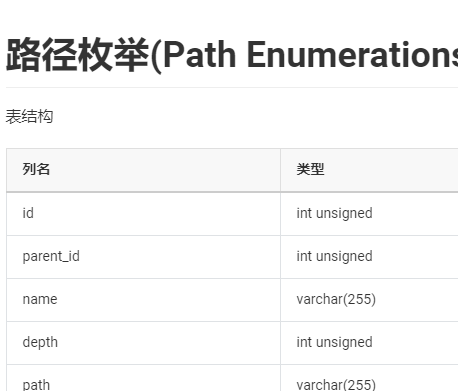 路径枚举(Path Enumerations
表结构
列名 类型
id int unsigned
parent_id int unsigned
name varchar(255)
depth int unsigned
path varchar(255)